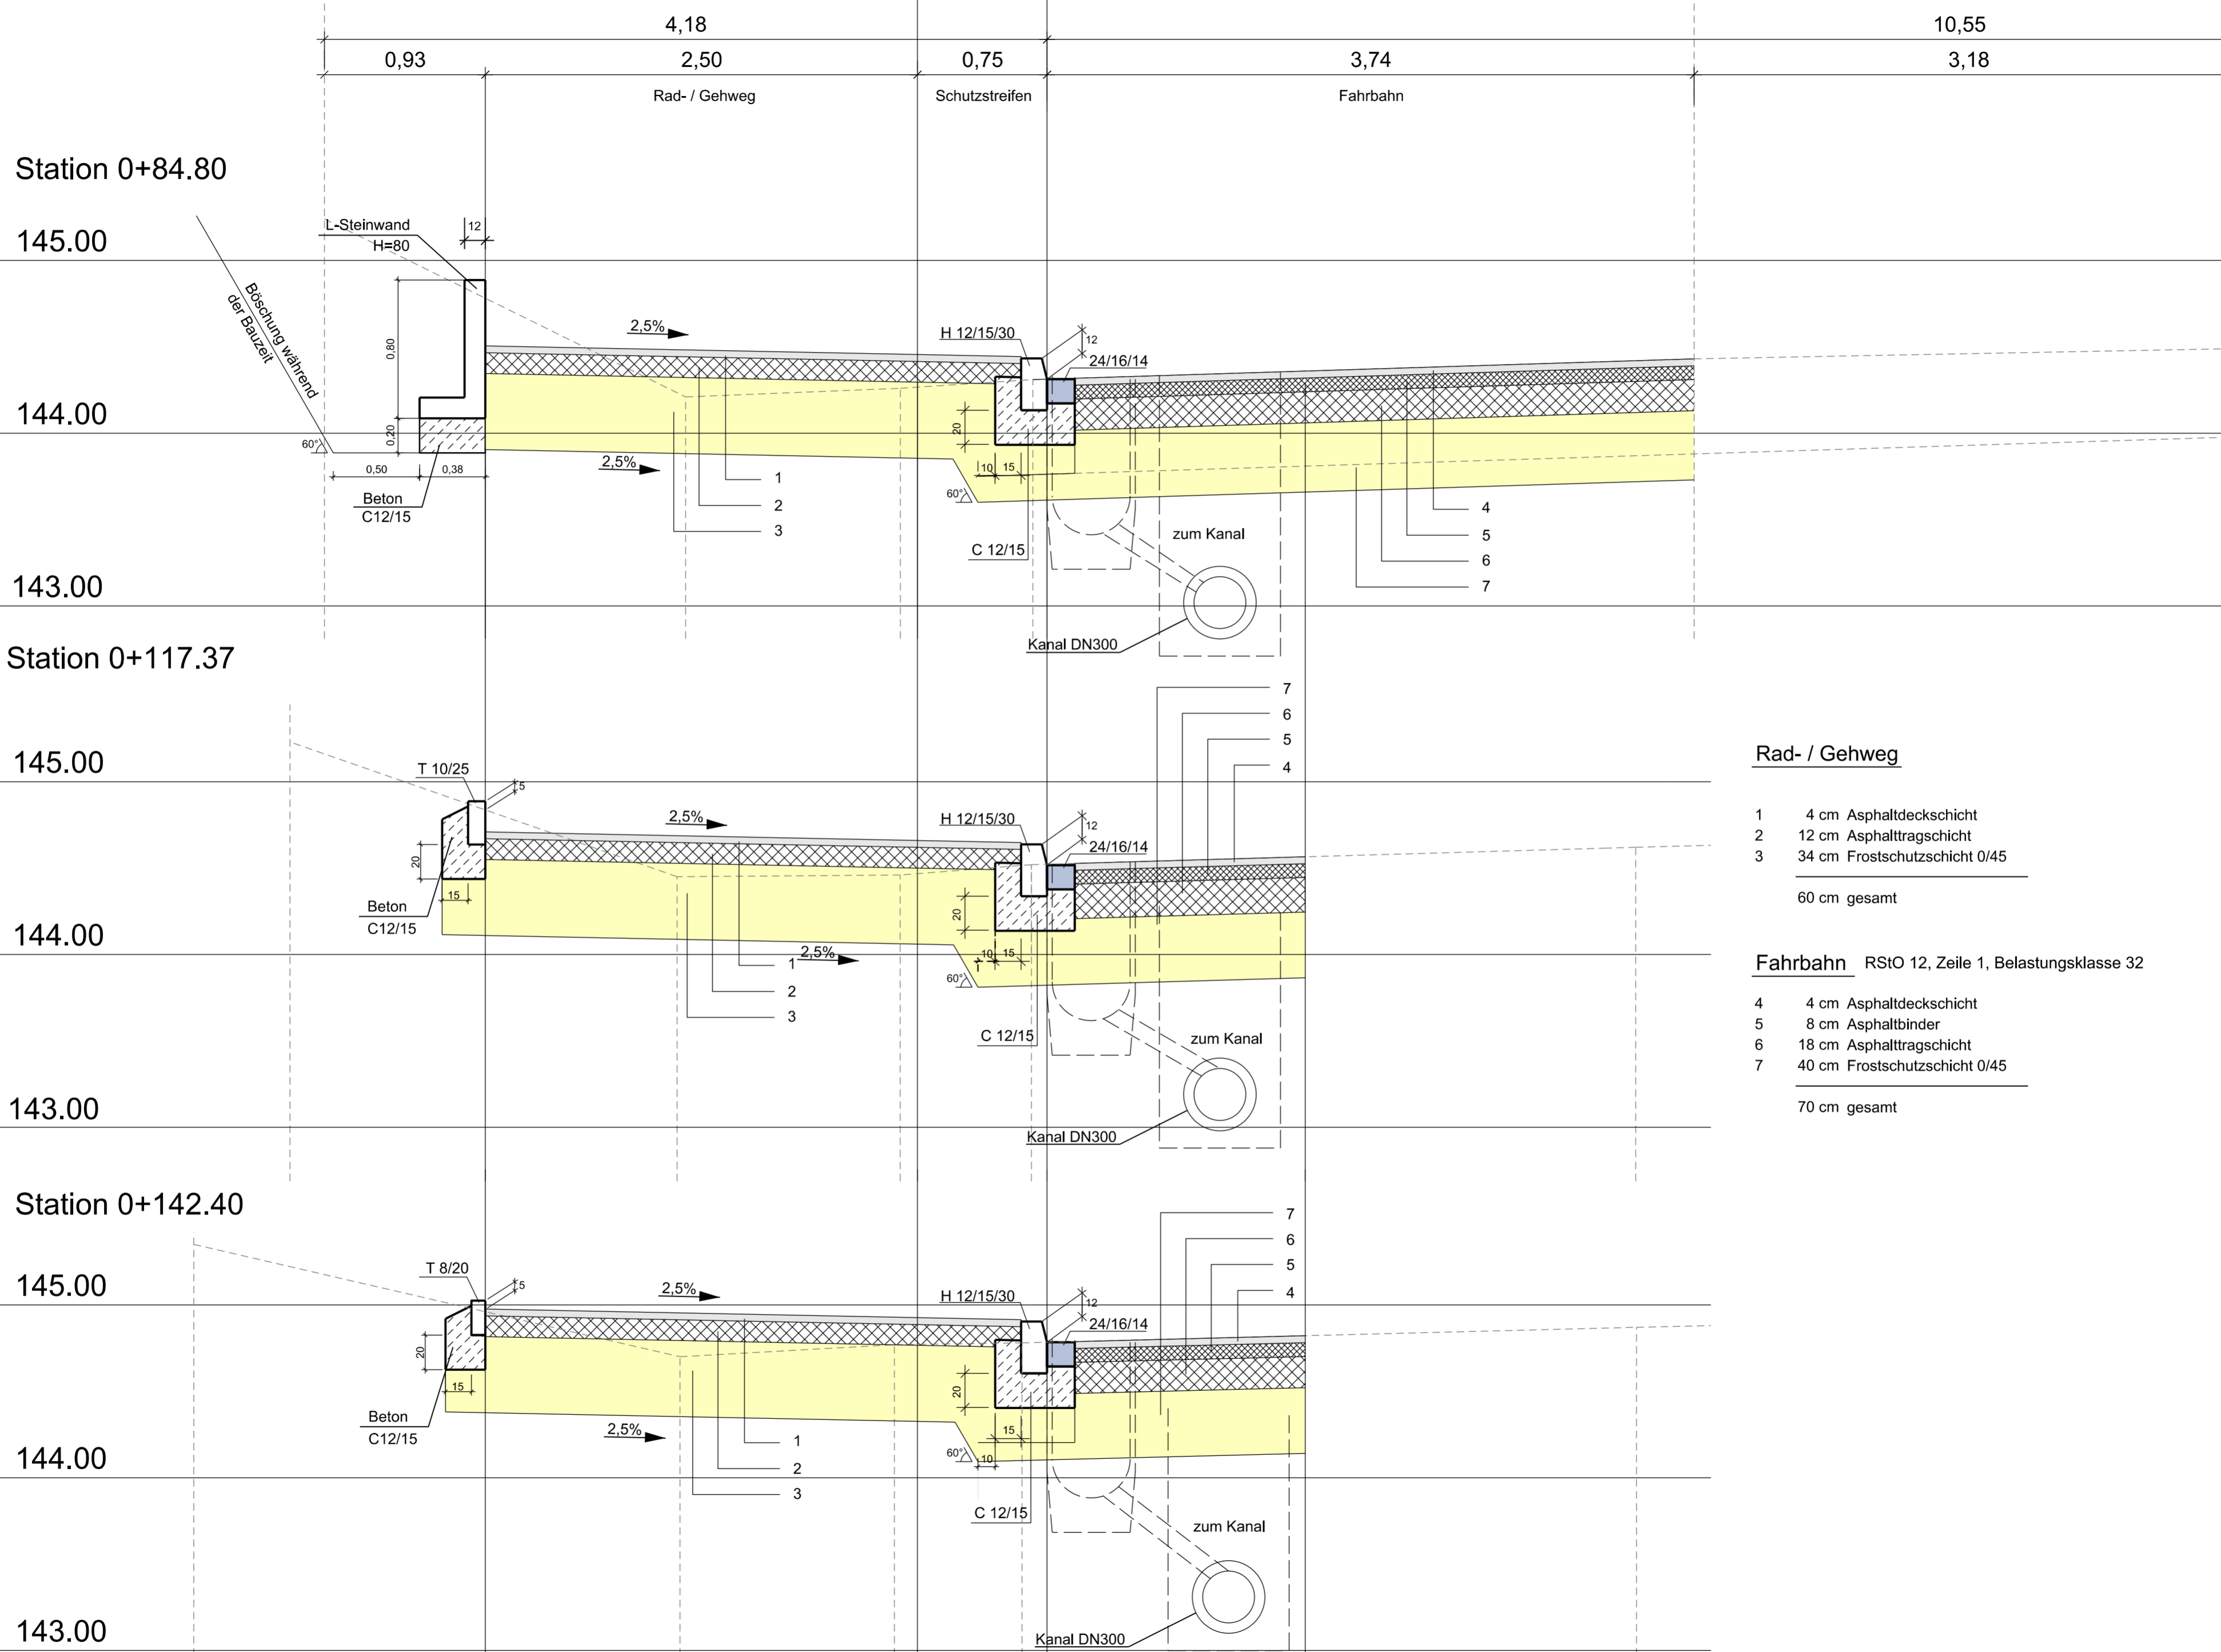 4,18 10,55
0,93 2,50 0,75 3,74 3,18
Rad- / Gehweg Schutzstreifen Fahrbahn
Station 0+84.80
145.00
L-Steinwand
H=80
12
Böschung während
der Bauzeit
2,5%
H 12/15/30
12
24/16/14
0,80
144.00
0,20
20
60°
0,50 0,38
2,5%
10 15
60°
Beton
C12/15
1
2
3
C 12/15
zum Kanal
4
5
6
7
143.00
Kanal DN300
Station 0+117.37
7
6
5
4
145.00
T 10/25
5
2,5%
H 12/15/30
12
24/16/14
20
15
20
Beton
C12/15
144.00
1 2,5%
2
3
10 15
60°
C 12/15
zum Kanal
143.00
Kanal DN300
Rad- / Gehweg
1 4 cm Asphaltdeckschicht
2 12 cm Asphalttragschicht
3 34 cm Frostschutzschicht 0/45
60 cm gesamt
Fahrbahn RStO 12, Zeile 1, Belastungsklasse 32
4 4 cm Asphaltdeckschicht
5 8 cm Asphaltbinder
6 18 cm Asphalttragschicht
7 40 cm Frostschutzschicht 0/45
70 cm gesamt
Station 0+142.40
7
6
5
4
145.00
T 8/20
5
2,5%
H 12/15/30
12
24/16/14
20
15
20
Beton
C12/15
2,5%
15
60°
10
144.00
1
2
3
C 12/15
zum Kanal
143.00
Kanal DN300